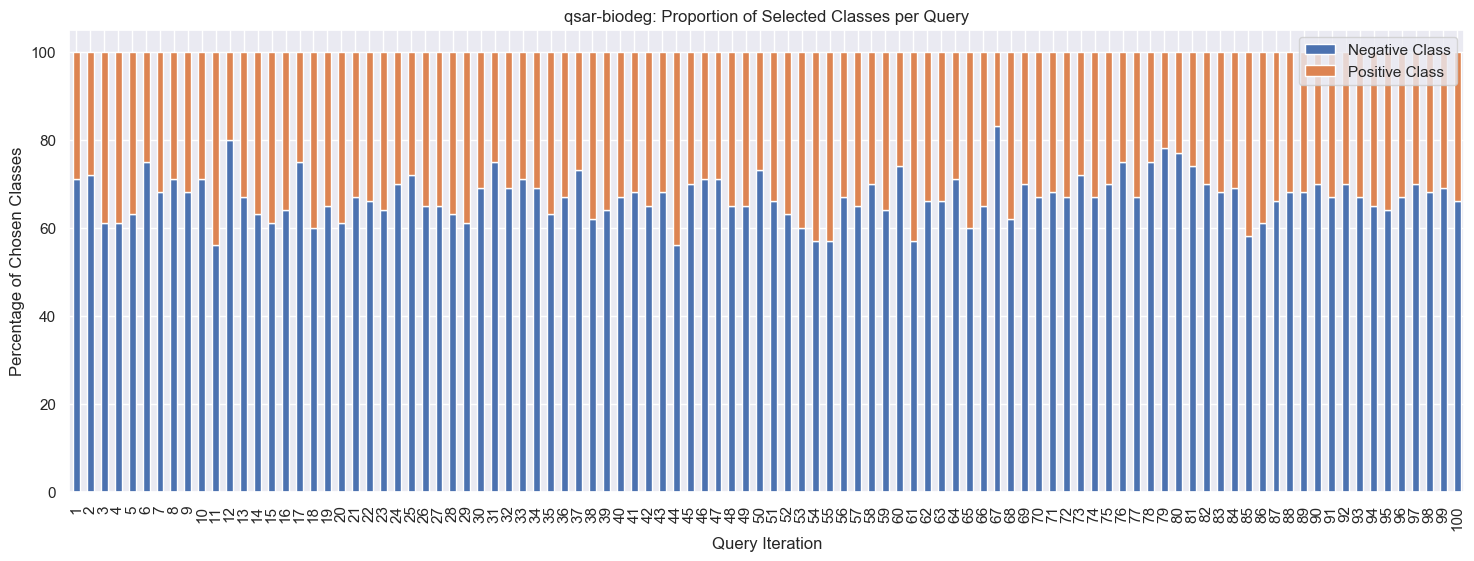 qsar-biodeg: Proportion of Selected Classes per Query
Negative Class
Positive Class
Percentage of Chosen Classes
100
80
60
40
20
0
1 2 3 4 5 6 7 8 9 10 11 12 13 14 15 16 17 18 19 20 21 22 23 24 25 26 27 28 29 30 31 32 33 34 35 36 37 38 39 40 41 42 43 44 45 46 47 48 49 50 51 52 53 54 55 56 57 58 59 60 61 62 63 64 65 66 67 68 69 70 71 72 73 74 75 76 77 78 79 80 81 82 83 84 85 86 87 88 89 90 91 92 93 94 95 96 97 98 99 100
Query Iteration